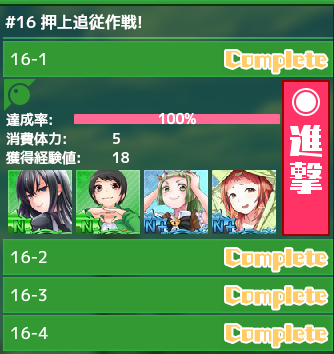 #16 押上追従作戦!
16-1 Complete
達成率: 100%
消費体力: 5
獲得経験値: 18
進撃
N N N N
16-2 Complete
16-3 Complete
16-4 Complete